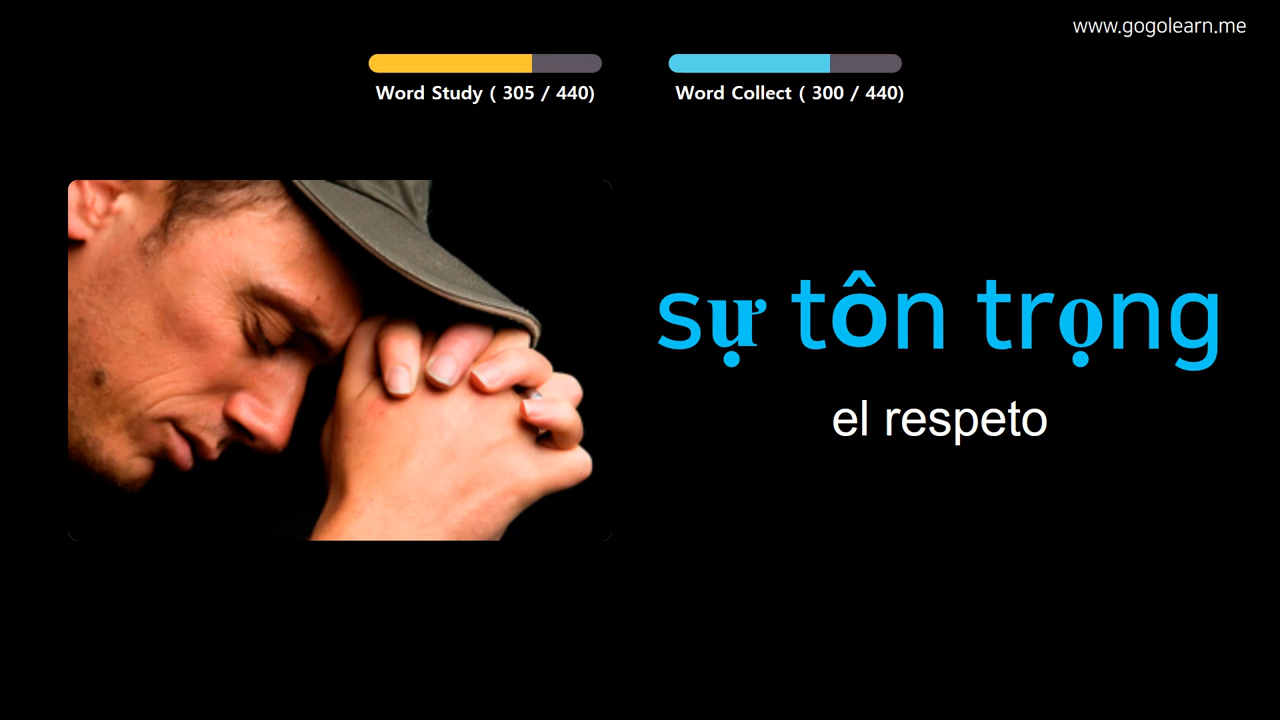 www.gogolearn.me
Word Study ( 305 / 440)
Word Collect ( 300 / 440)
sự tôn trọng
el respeto